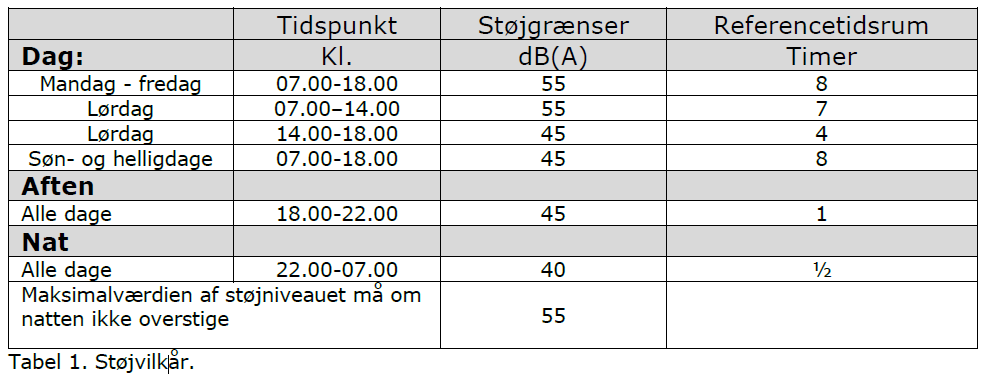 Tidspunkt Støjgrænser Referencetidsrum
Dag: Kl. dB(A) Timer
Mandag - fredag 07.00-18.00 55 8
Lørdag 07.00–14.00 55 7
Lørdag 14.00-18.00 45 4
Søn- og helligdage 07.00-18.00 45 8
Aften
Alle dage 18.00-22.00 45 1
Nat
Alle dage 22.00-07.00 40 ½
Maksimalværdien af støjniveauet må om
natten ikke overstige 55
Tabel 1. Støjvilkår.